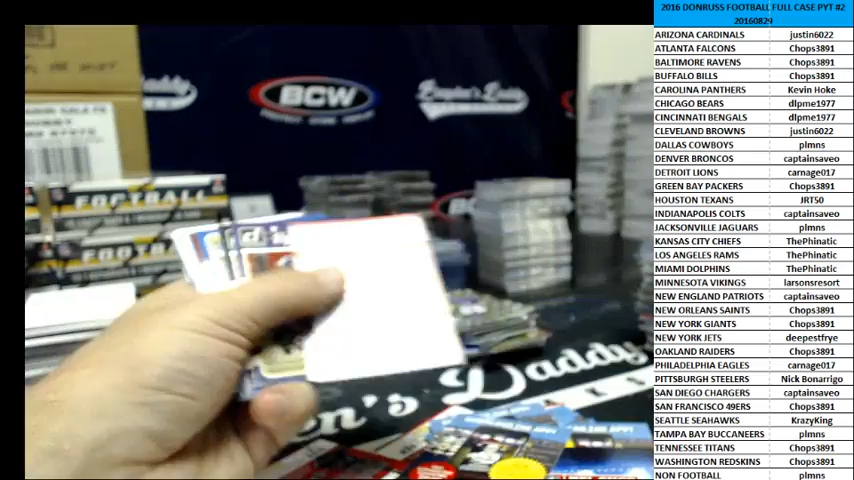 2016 DONRUSS FOOTBALL FULL CASE PYT #2
20160829
ARIZONA CARDINALS justin6022
ATLANTA FALCONS Chops3891
BALTIMORE RAVENS Chops3891
BUFFALO BILLS Chops3891
CAROLINA PANTHERS Kevin Hoke
CHICAGO BEARS dlpme1977
CINCINNATI BENGALS dlpme1977
CLEVELAND BROWNS justin6022
DALLAS COWBOYS plmns
DENVER BRONCOS captainsaveo
DETROIT LIONS carnage017
GREEN BAY PACKERS Chops3891
HOUSTON TEXANS JRT50
INDIANAPOLIS COLTS captainsaveo
JACKSONVILLE JAGUARS plmns
KANSAS CITY CHIEFS ThePhinatic
LOS ANGELES RAMS ThePhinatic
MIAMI DOLPHINS ThePhinatic
MINNESOTA VIKINGS larsonsresort
NEW ENGLAND PATRIOTS captainsaveo
NEW ORLEANS SAINTS Chops3891
NEW YORK GIANTS Chops3891
NEW YORK JETS deepestfrye
OAKLAND RAIDERS Chops3891
PHILADELPHIA EAGLES carnage017
PITTSBURGH STEELERS Nick Bonarrigo
SAN DIEGO CHARGERS captainsaveo
SAN FRANCISCO 49ERS Chops3891
SEATTLE SEAHAWKS KrazyKing
TAMPA BAY BUCCANEERS plmns
TENNESSEE TITANS Chops3891
WASHINGTON REDSKINS Chops3891
NON FOOTBALL plmns
BCW
Daddy
FOOTBALL
FOOTB
en's Daddy